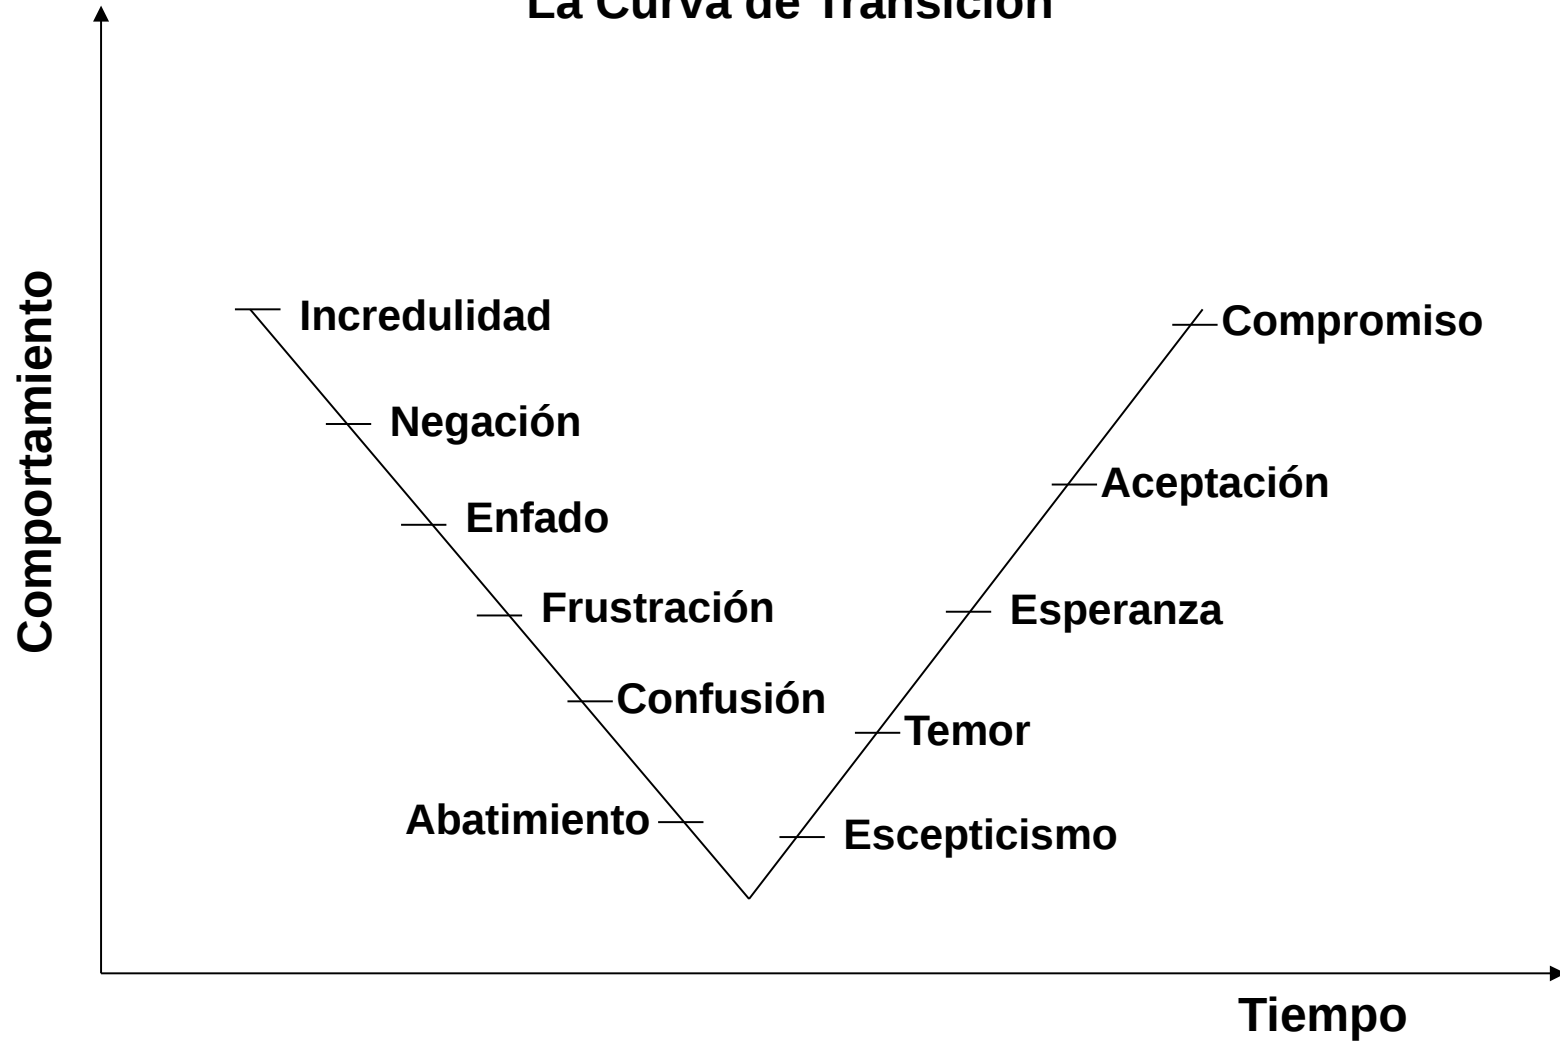 La Curva de Transición
Comportamiento
Incredulidad
Negación
Enfado
Frustración
Confusión
Abatimiento
Escepticismo
Temor
Esperanza
Aceptación
Compromiso
Tiempo